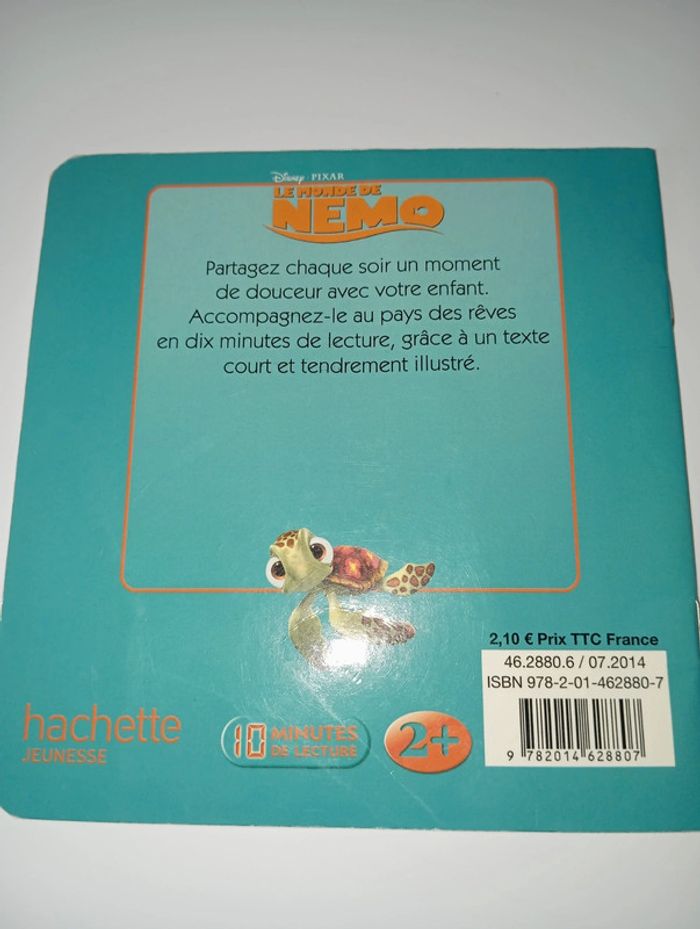 Disney · PIXAR
LE MONDE DE
NEMO
Partagez chaque soir un moment
de douceur avec votre enfant.
Accompagnez-le au pays des rêves
en dix minutes de lecture, grâce à un texte
court et tendrement illustré.
2,10 € Prix TTC France
46.2880.6 / 07.2014
ISBN 978-2-01-462880-7
9 782014 628807
hachette
JEUNESSE
10 MINUTES
DE LECTURE
2+